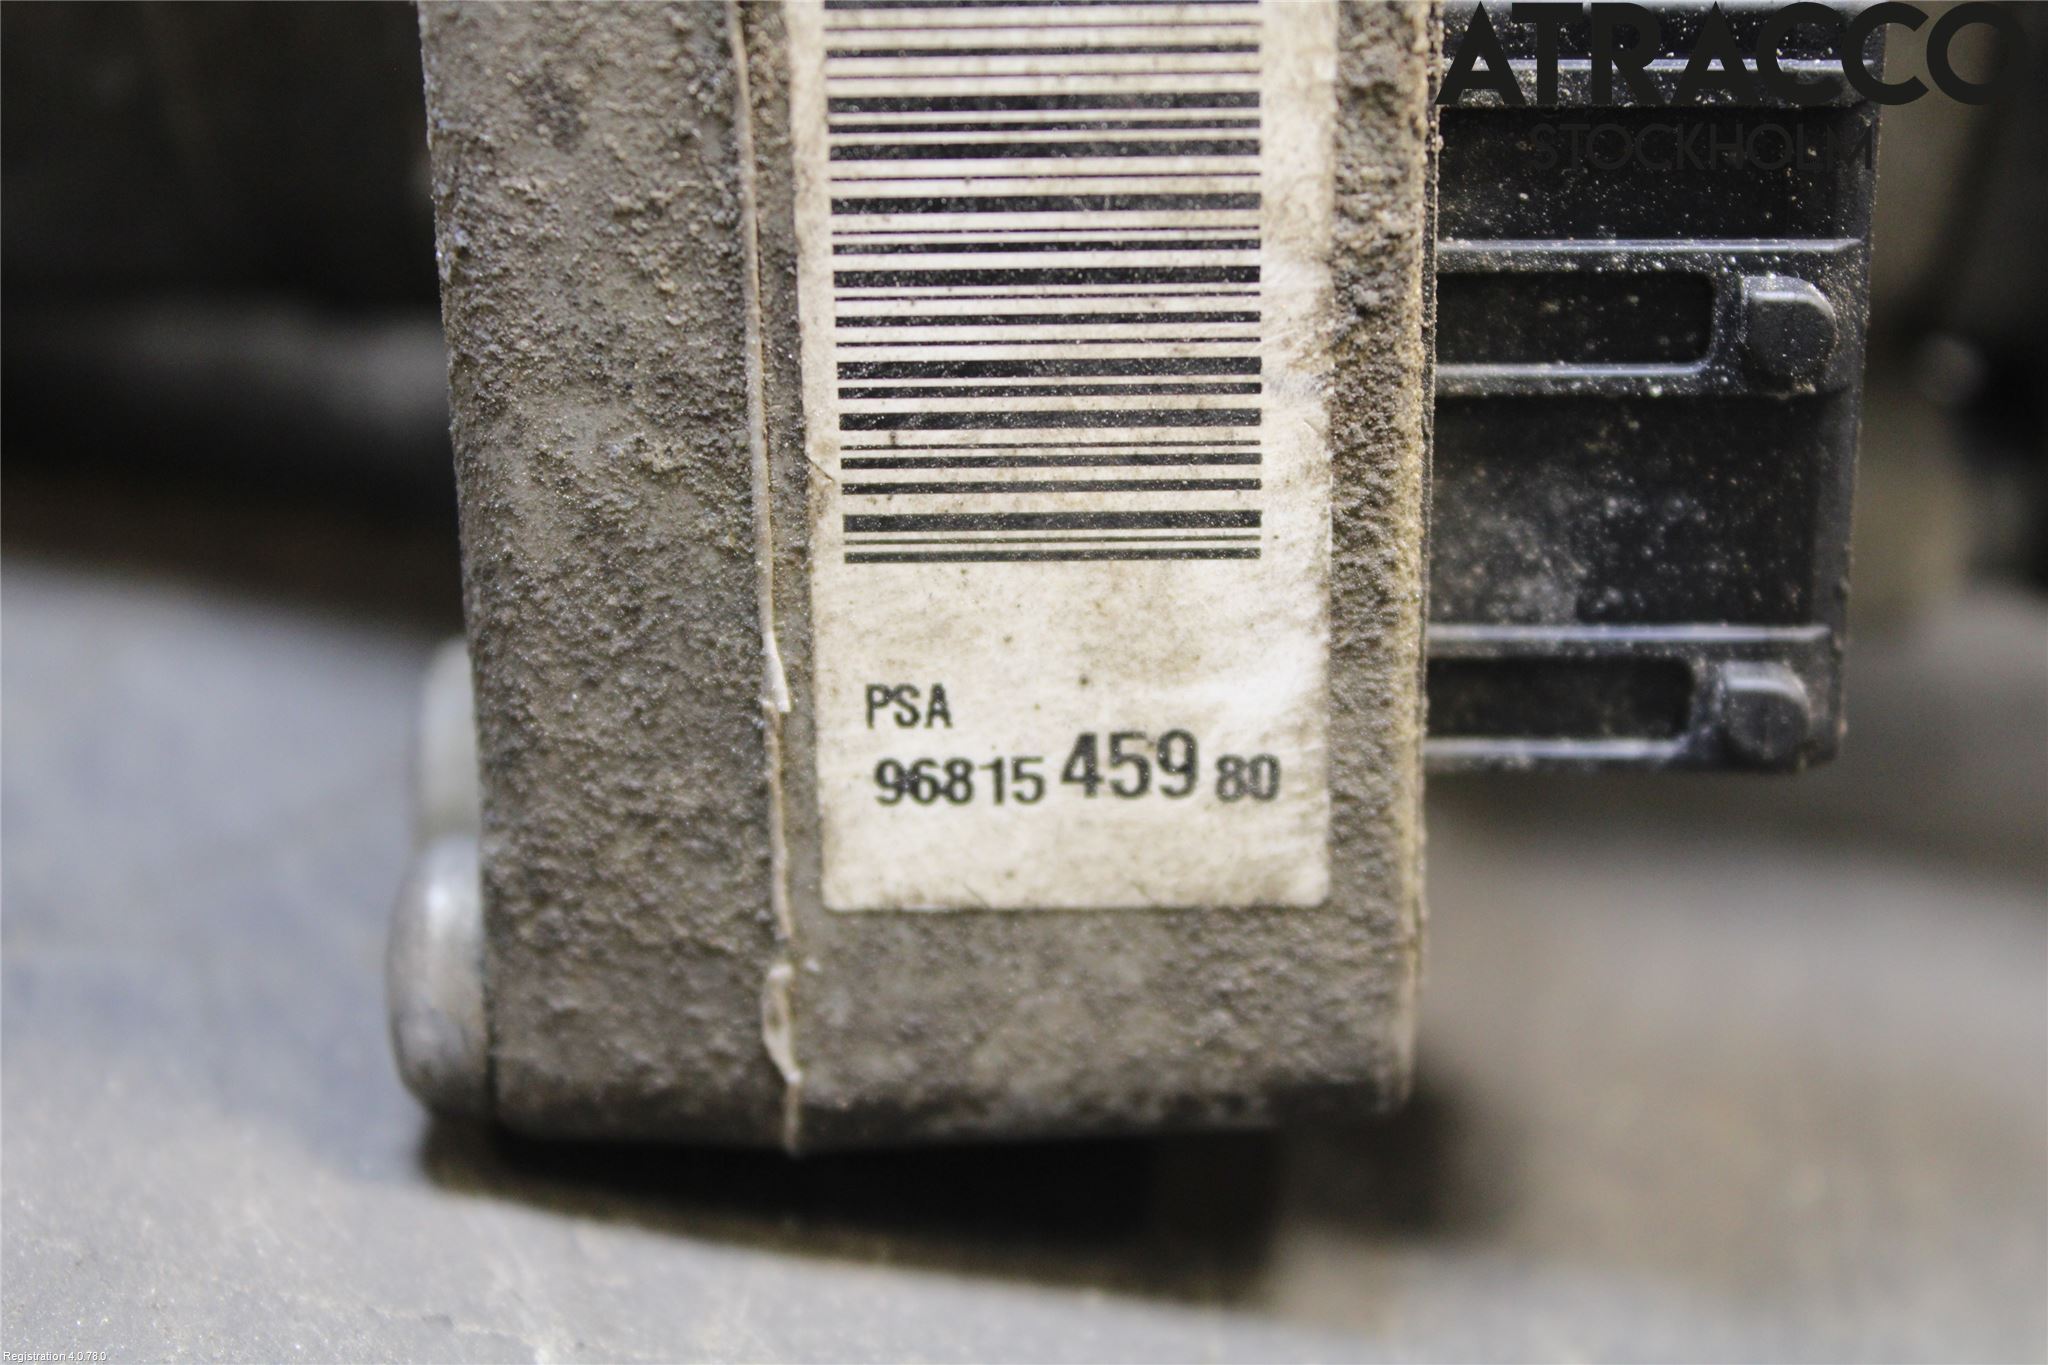 ATRACCO
STOCKHOLM
PSA
96815 459 80
Registration 4.0.78.0